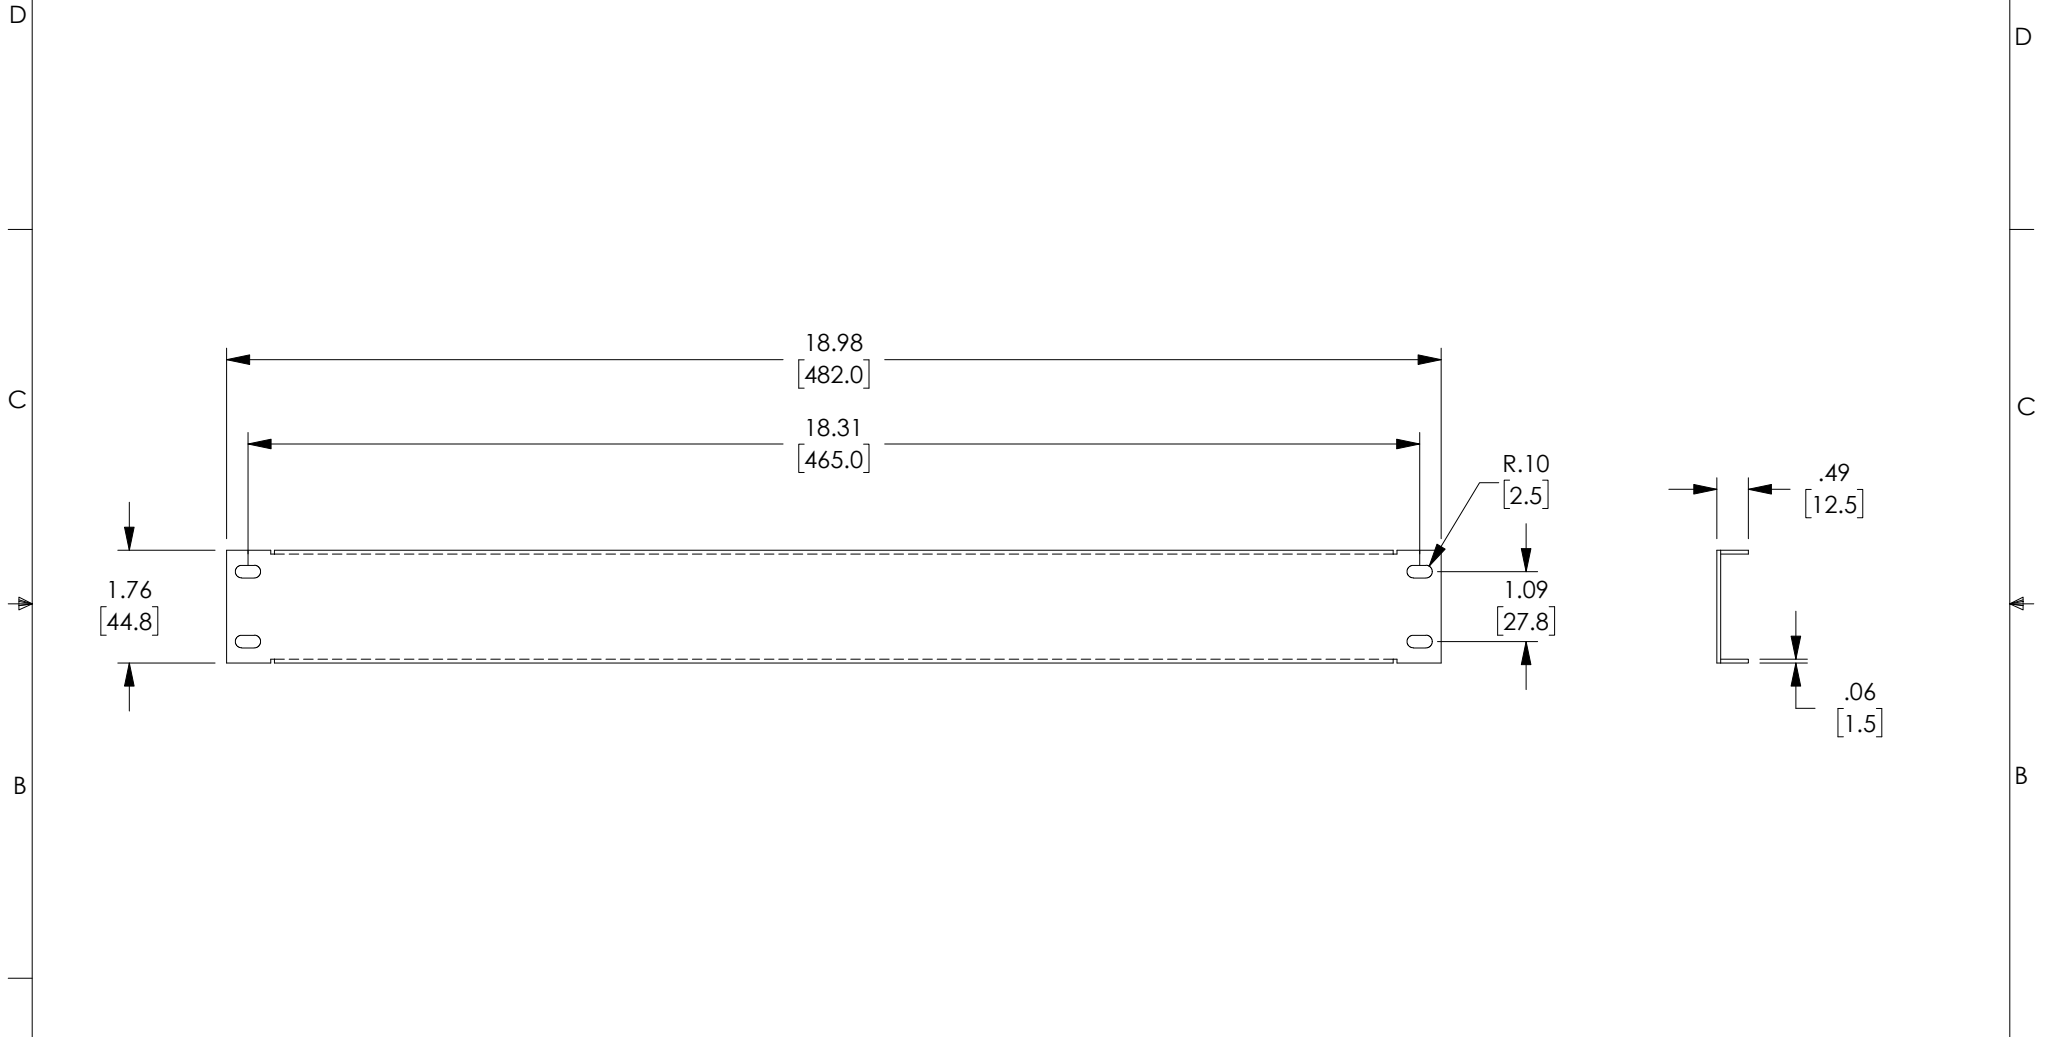 D
D
18.98
[482.0]
C
C
18.31
[465.0]
R.10
[2.5]
.49
[12.5]
1.76
[44.8]
1.09
[27.8]
.06
[1.5]
B
B